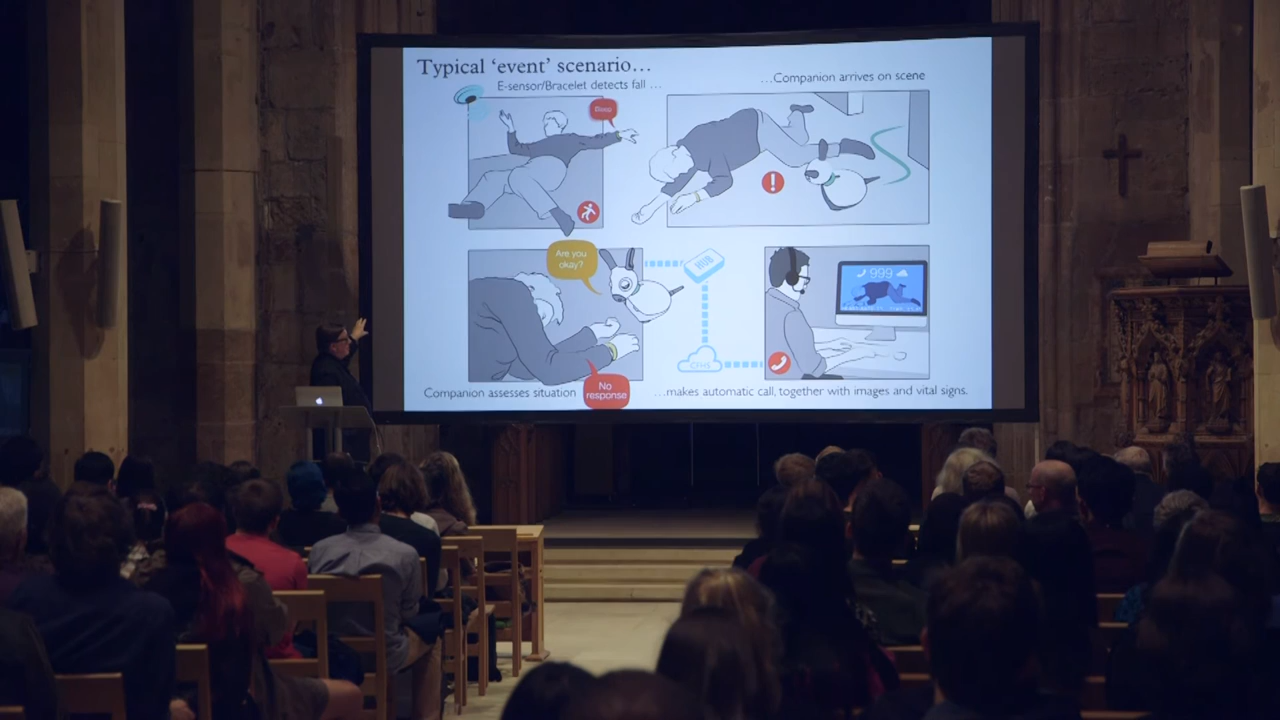 Typical ‘event’ scenario…
E-sensor/Bracelet detects fall …
…Companion arrives on scene
!
Are you
okay?
HUB
999
No
response
Companion assesses situation
…makes automatic call, together with images and vital signs.